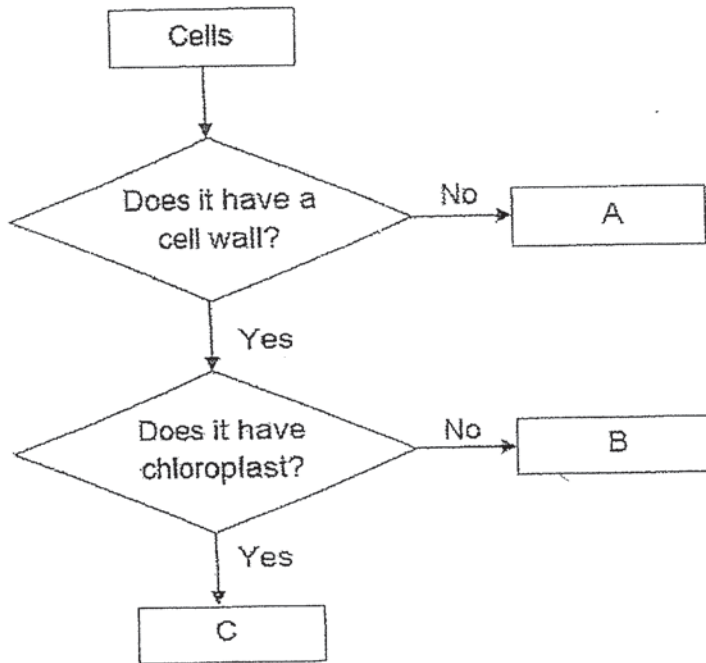 Cells
Does it have a
cell wall?
No
A
Yes
Does it have
chloroplast?
No
B
Yes
C